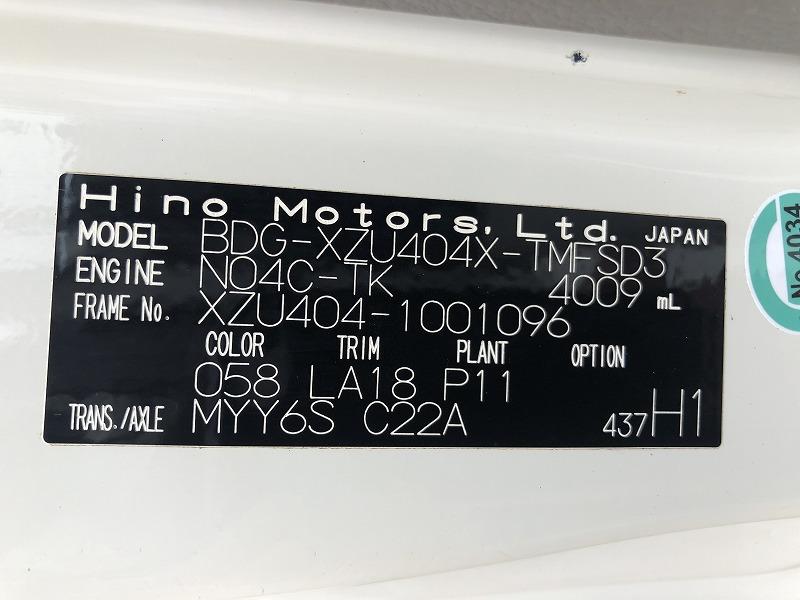 Hino Motors, Ltd. JAPAN
MODEL BDG-XZU404X-TMFSD3
ENGINE N04C-TK 4009 mL
FRAME No. XZU404-1001096
COLOR TRIM PLANT OPTION
058 LA18 P11
TRANS./AXLE MYY6S C22A 437H1
No.4034